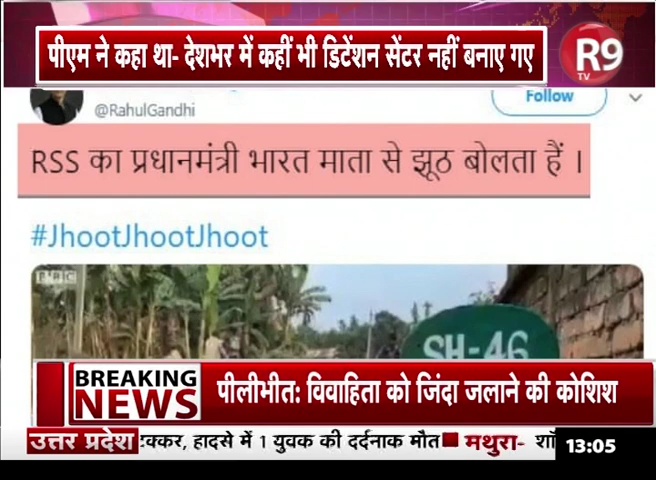 पीएम ने कहा था- देशभर में कहीं भी डिटेंशन सेंटर नहीं बनाए गए
R9
TV
@RahulGandhi
Follow
RSS का प्रधानमंत्री भारत माता से झूठ बोलता हैं ।
#JhootJhootJhoot
BBC
SH-46
BREAKING
NEWS
पीलीभीत: विवाहिता को जिंदा जलाने की कोशिश
उत्तर प्रदेश टक्कर, हादसे में 1 युवक की दर्दनाक मौत मथुरा- शॉ
13:05